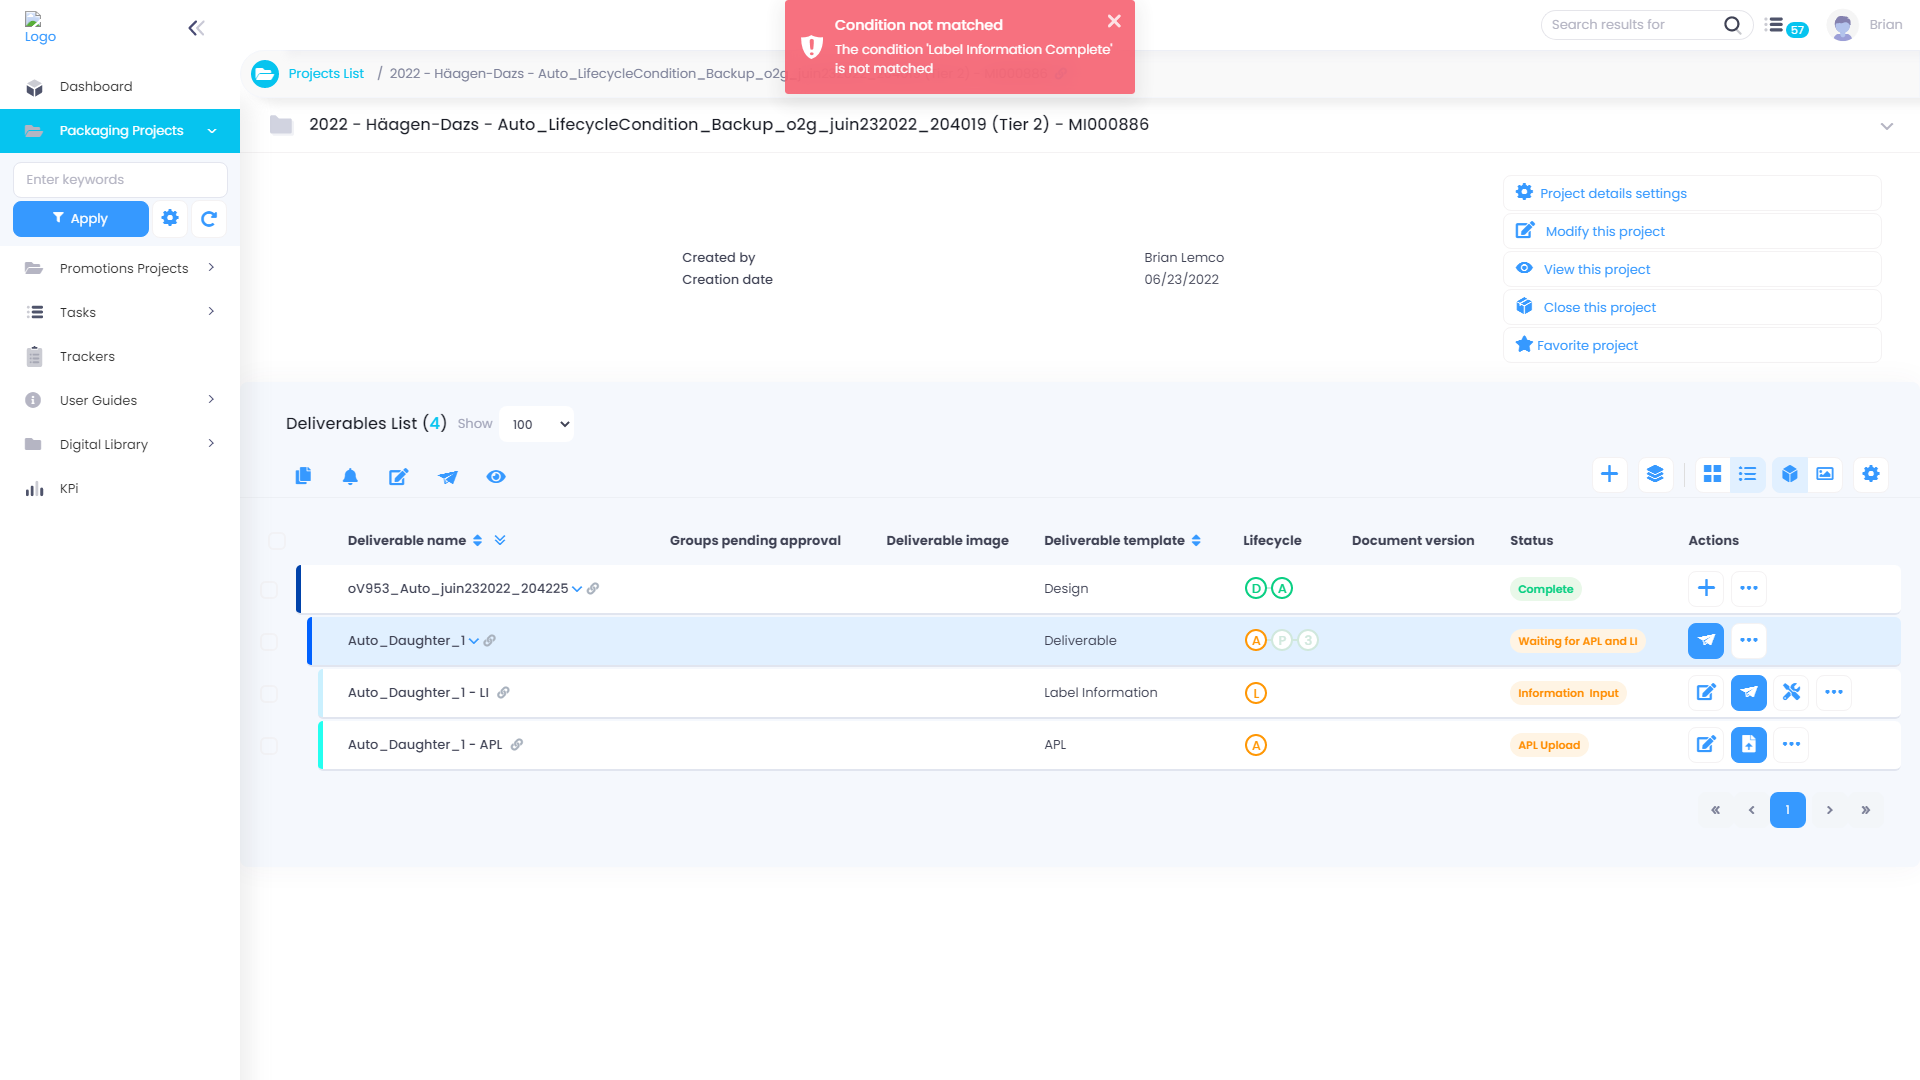 Logo
Condition not matched
The condition 'Label Information Complete'
is not matched
Search results for
57
Brian
Projects List / 2022 - Häagen-Dazs - Auto_LifecycleCondition_Backup_o2g_
2022 - Häagen-Dazs - Auto_LifecycleCondition_Backup_o2g_juin232022_204019 (Tier 2) - MI000886
Dashboard
Packaging Projects
Enter keywords
Apply
Promotions Projects
Tasks
Trackers
User Guides
Digital Library
KPi
Created by Brian Lemco
Creation date 06/23/2022
Project details settings
Modify this project
View this project
Close this project
Favorite project
Deliverables List (4) Show 100
Deliverable name Groups pending approval Deliverable image Deliverable template Lifecycle Document version Status Actions
oV953_Auto_juin232022_204225 Design D A Complete
Auto_Daughter_1 Deliverable A P 3 Waiting for APL and LI
Auto_Daughter_1 - LI Label Information L Information Input
Auto_Daughter_1 - APL APL A APL Upload
« ‹ 1 › »